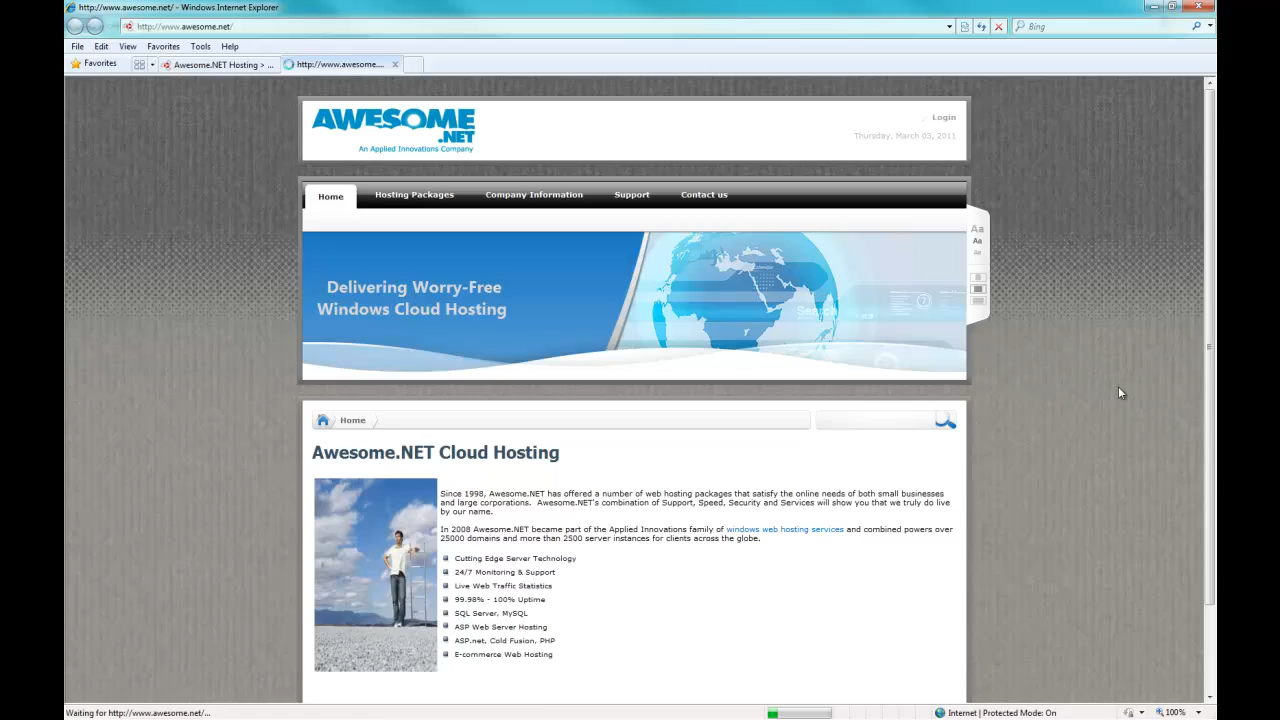 http://www.awesome.net/ - Windows Internet Explorer
http://www.awesome.net/
Bing
File Edit View Favorites Tools Help
Favorites
Awesome.NET Hosting > ...
http://www.awesome....
AWESOME
.NET
An Applied Innovations Company
Login
Thursday, March 03, 2011
Home Hosting Packages Company Information Support Contact us
Aa
Aa
Aa
Delivering Worry-Free
Windows Cloud Hosting
Search
Home
Awesome.NET Cloud Hosting
Since 1998, Awesome.NET has offered a number of web hosting packages that satisfy the online needs of both small businesses
and large corporations. Awesome.NET's combination of Support, Speed, Security and Services will show you that we truly do live
by our name.
In 2008 Awesome.NET became part of the Applied Innovations family of windows web hosting services and combined powers over
25000 domains and more than 2500 server instances for clients across the globe.
Cutting Edge Server Technology
24/7 Monitoring & Support
Live Web Traffic Statistics
99.98% - 100% Uptime
SQL Server, MySQL
ASP Web Server Hosting
ASP.net, Cold Fusion, PHP
E-commerce Web Hosting
Waiting for http://www.awesome.net/...
Internet | Protected Mode: On
100%